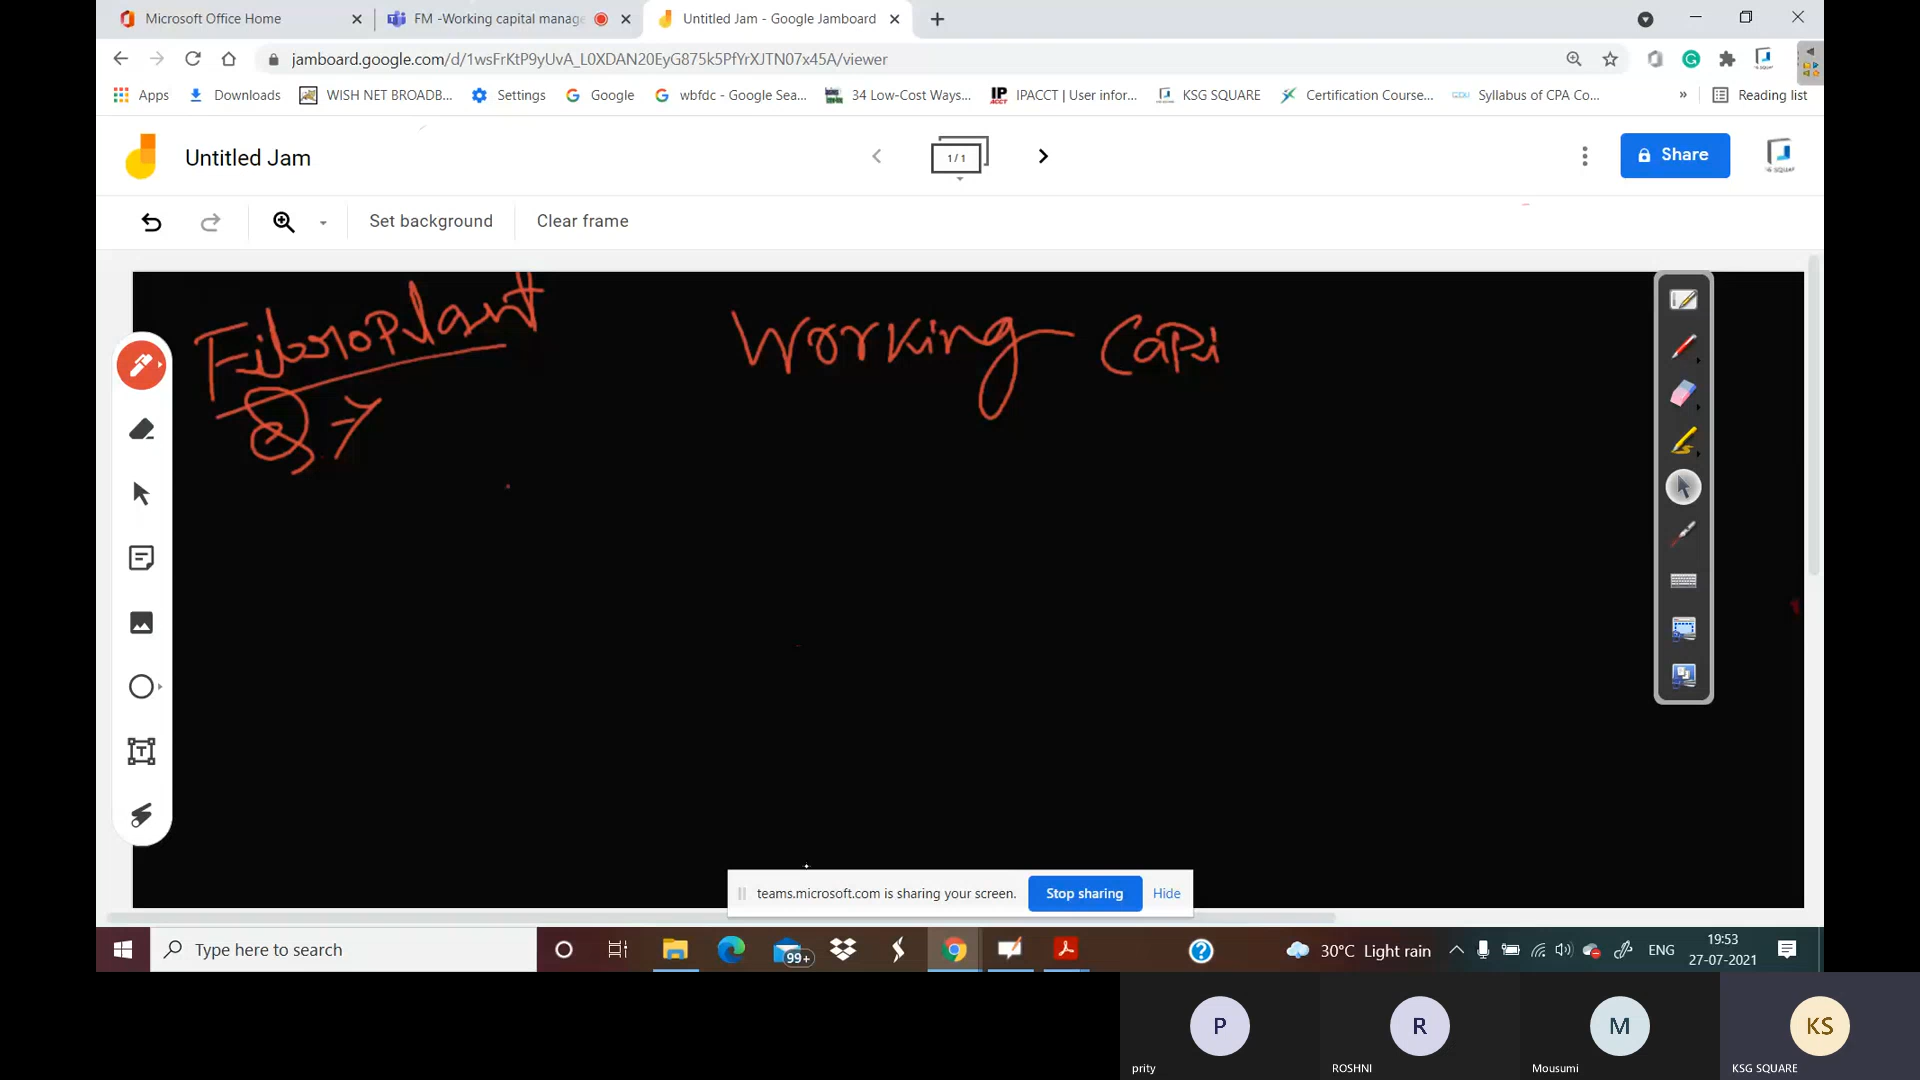 Microsoft Office Home
FM -Working capital manage
Untitled Jam - Google Jamboard
jamboard.google.com/d/1wsFrKtP9yUvA_L0XDAN20EyG875k5PfYrXJTN07x45A/viewer
Apps
Downloads
WISH NET BROADB...
Settings
Google
wbfdc - Google Sea...
34 Low-Cost Ways...
IP ACCT
IPACCT | User infor...
KSG SQUARE
Certification Course...
Syllabus of CPA Co...
»
Reading list
Untitled Jam
1 / 1
Share
Set background
Clear frame
Fibroplant
Working Capi
Q 7
teams.microsoft.com is sharing your screen.
Stop sharing
Hide
Type here to search
99+
30°C Light rain
ENG
19:53
27-07-2021
P
R
M
KS
prity
ROSHNI
Mousumi
KSG SQUARE